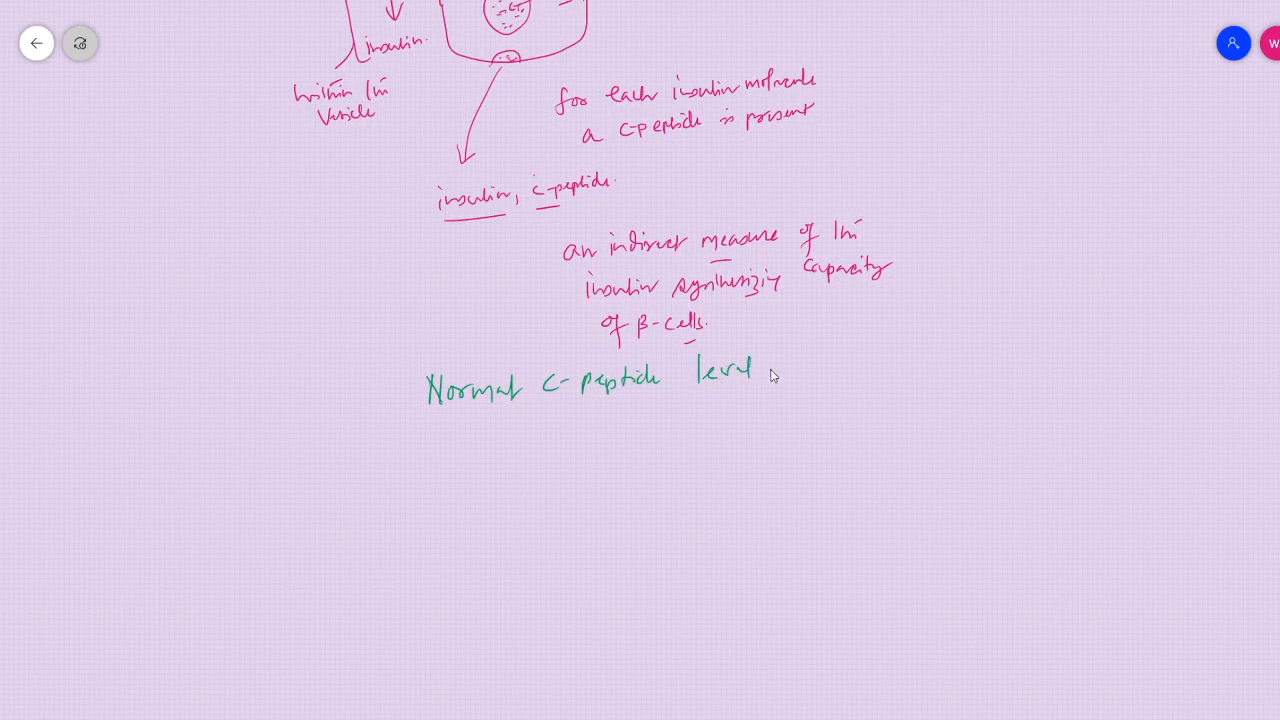 insulin.
Within the
Vesicle
for each insulin molecule
a c-peptide is present
insulin, c-peptide.
an indirect measure of the
insulin synthesizing capacity
of β-cells.
Normal c-peptide level
W